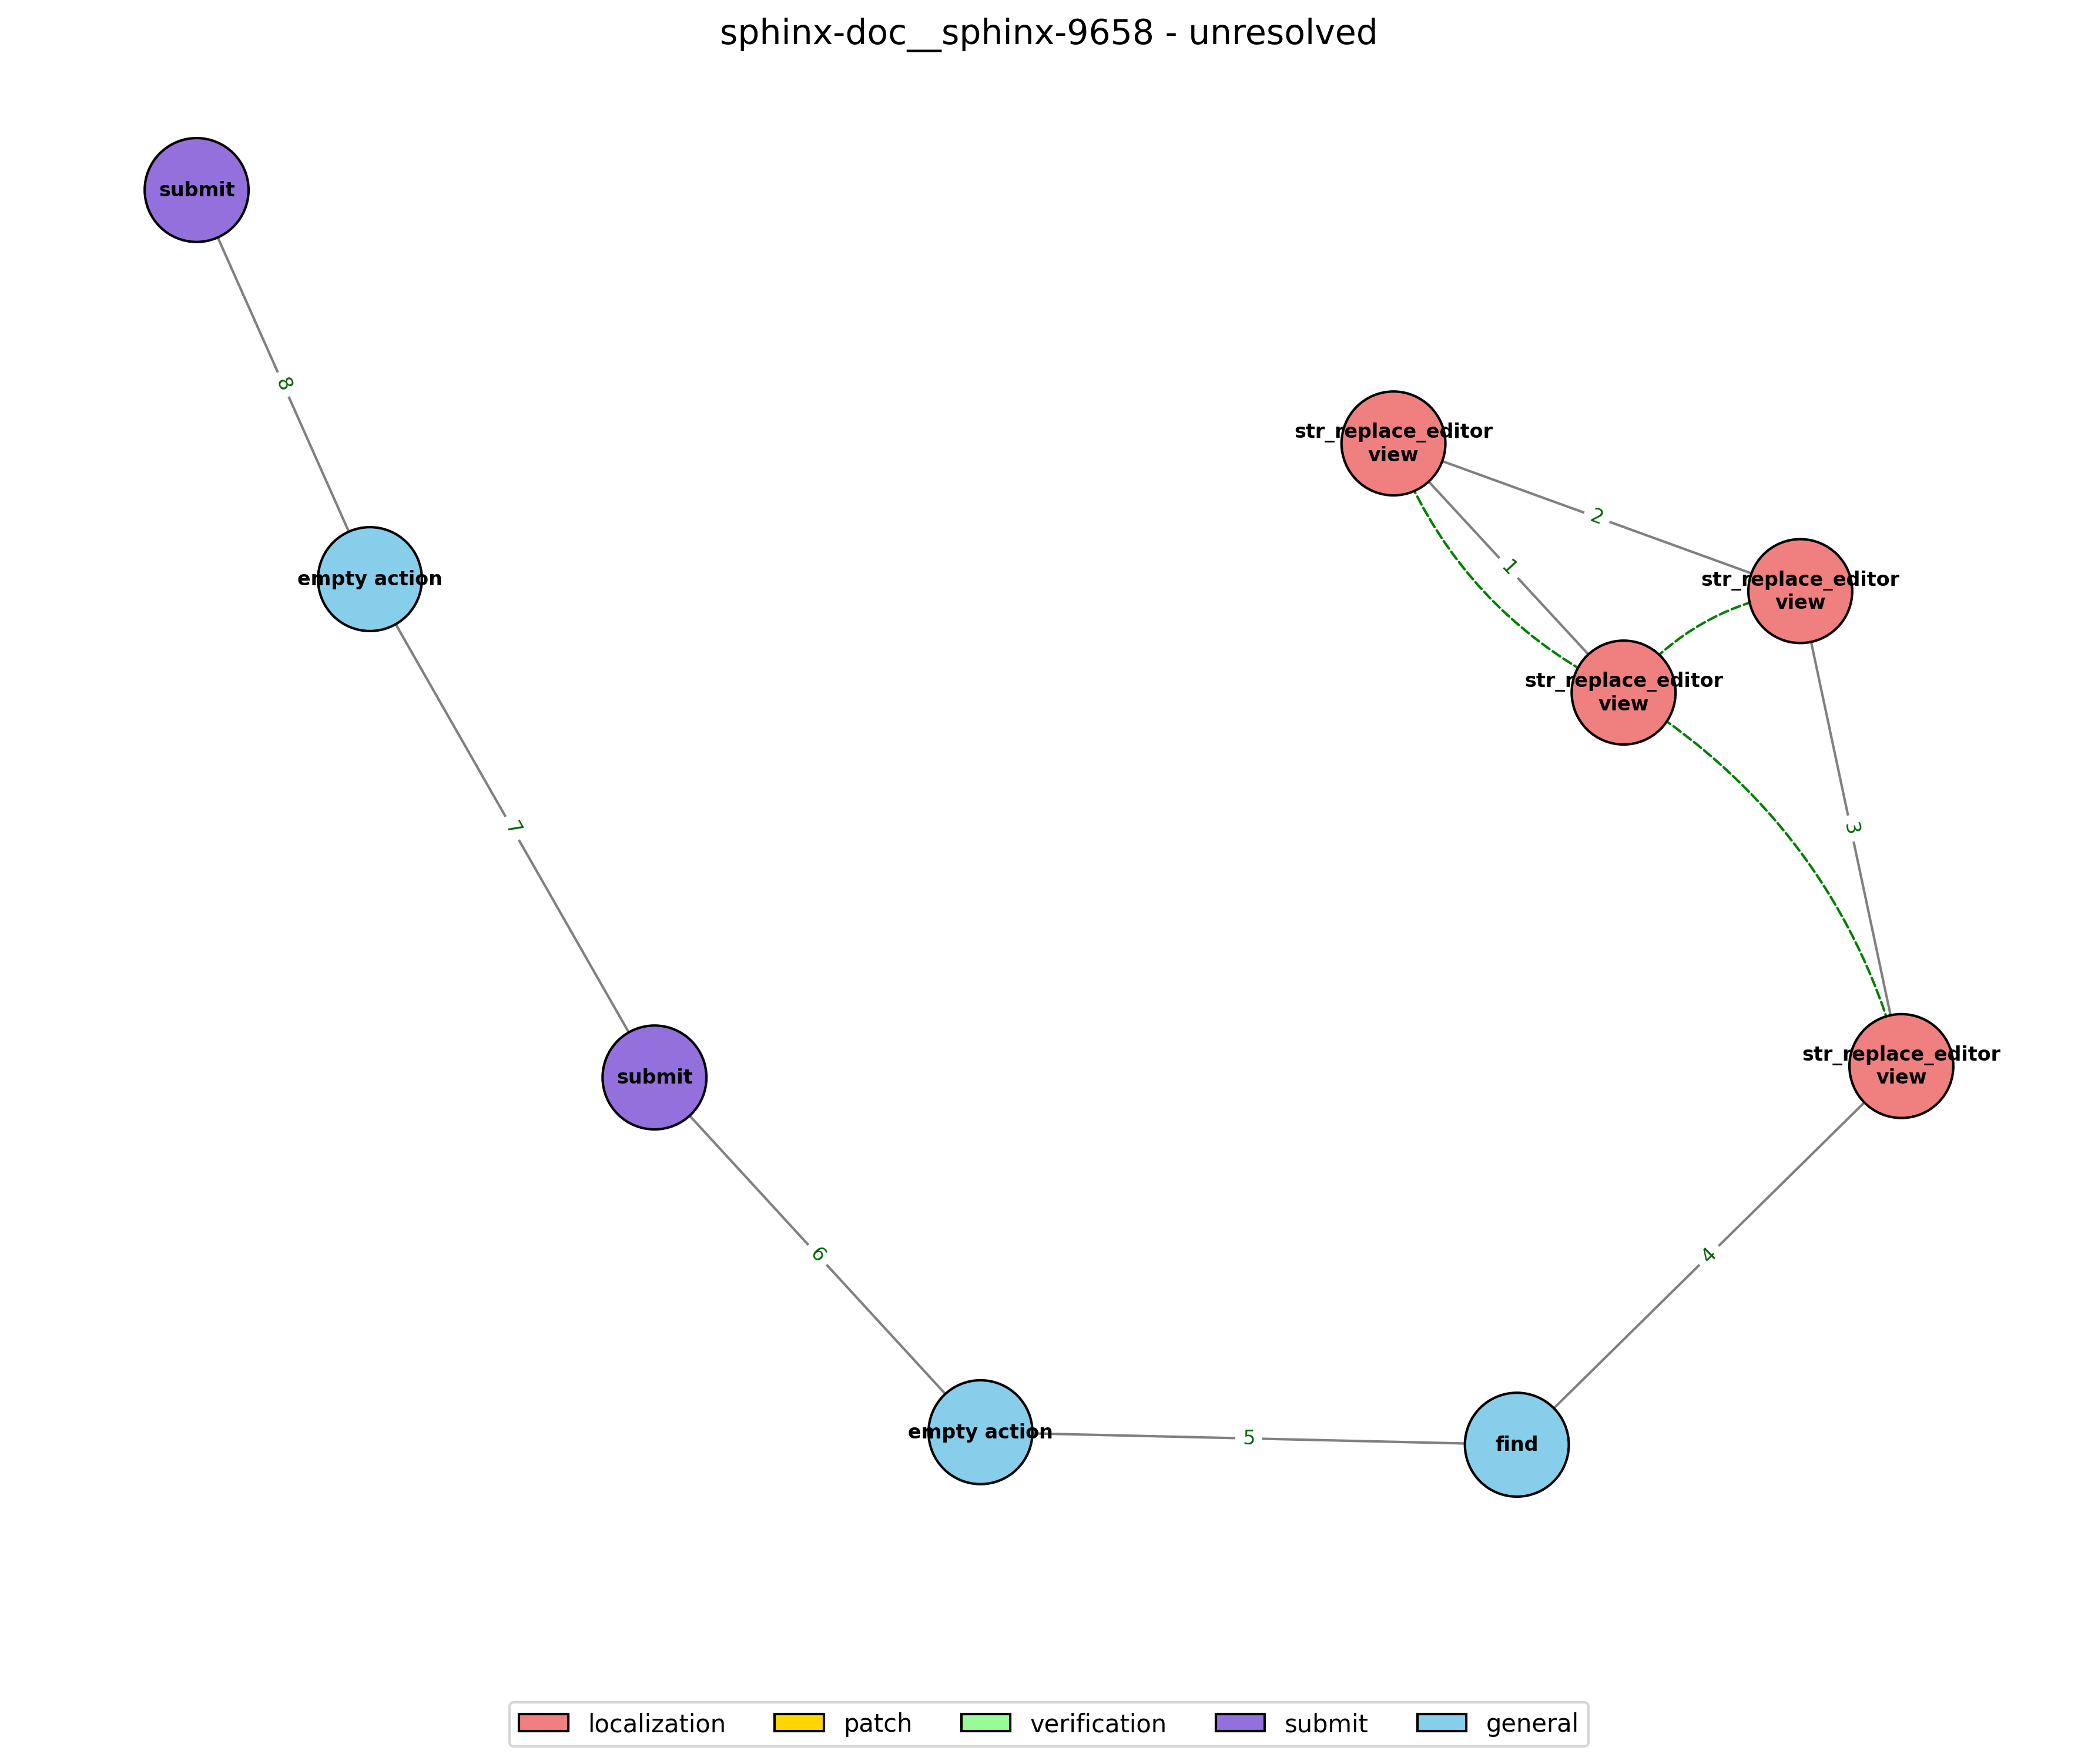 sphinx-doc__sphinx-9658 - unresolved
submit
8
empty action
7
submit
6
empty action
5
find
4
str_replace_editor
view
3
str_replace_editor
view
2
str_replace_editor
view
1
str_replace_editor
view
localization
patch
verification
submit
general